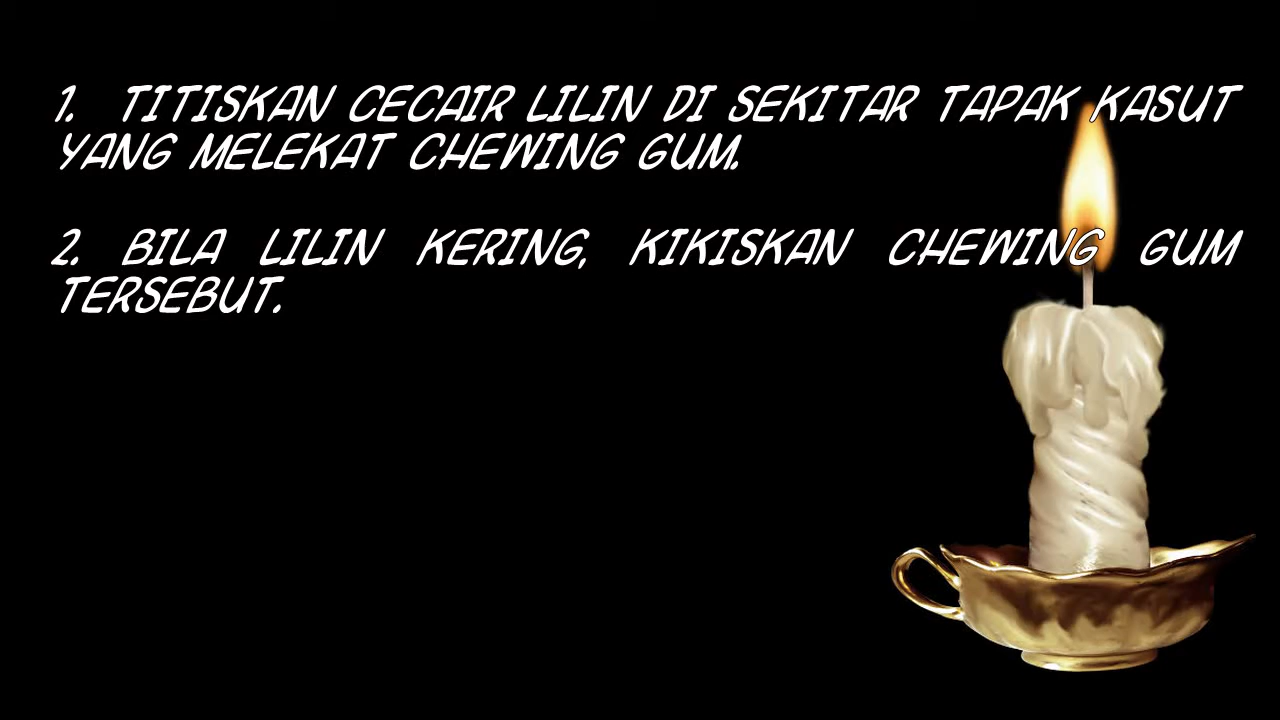 1. TITISKAN CECAIR LILIN DI SEKITAR TAPAK KASUT
YANG MELEKAT CHEWING GUM.
2. BILA LILIN KERING, KIKISKAN CHEWING GUM
TERSEBUT.